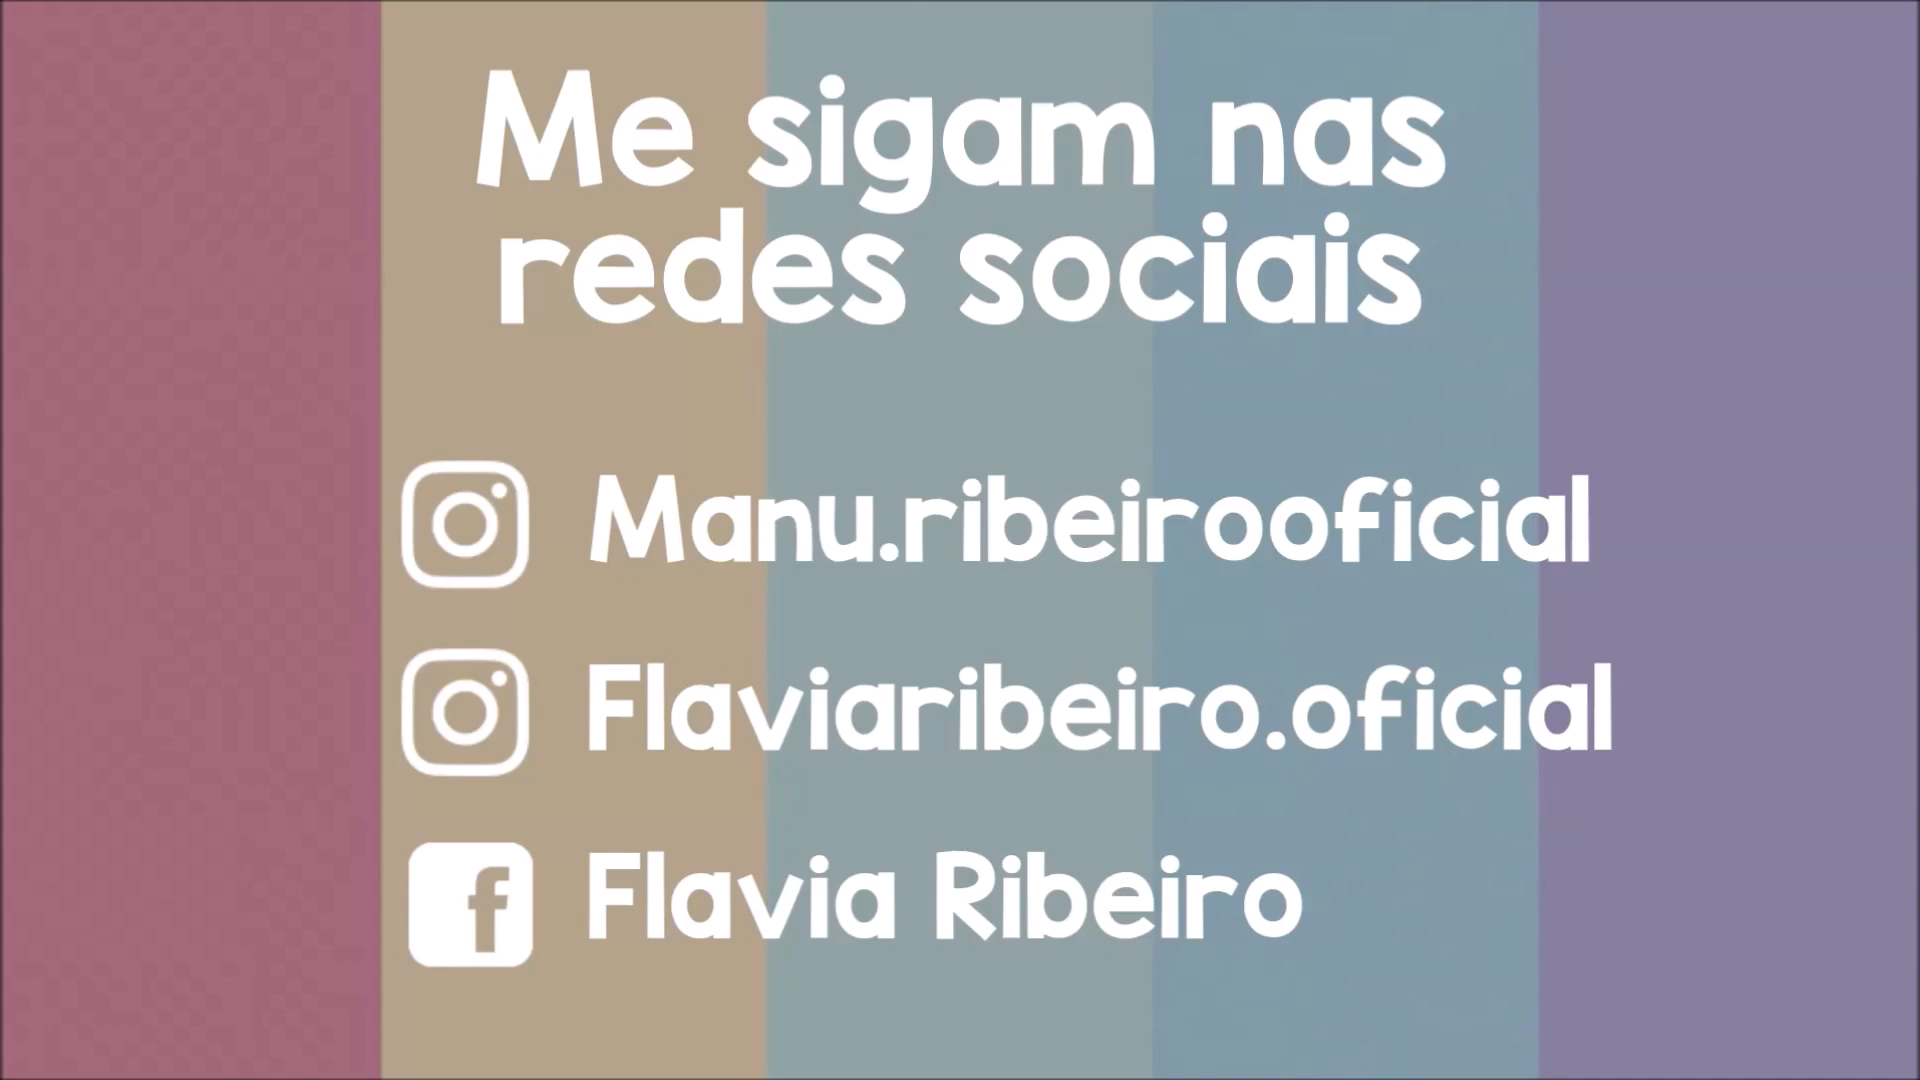 Me sigam nas
redes sociais
Manu.ribeirooficial
Flaviaribeiro.oficial
Flavia Ribeiro